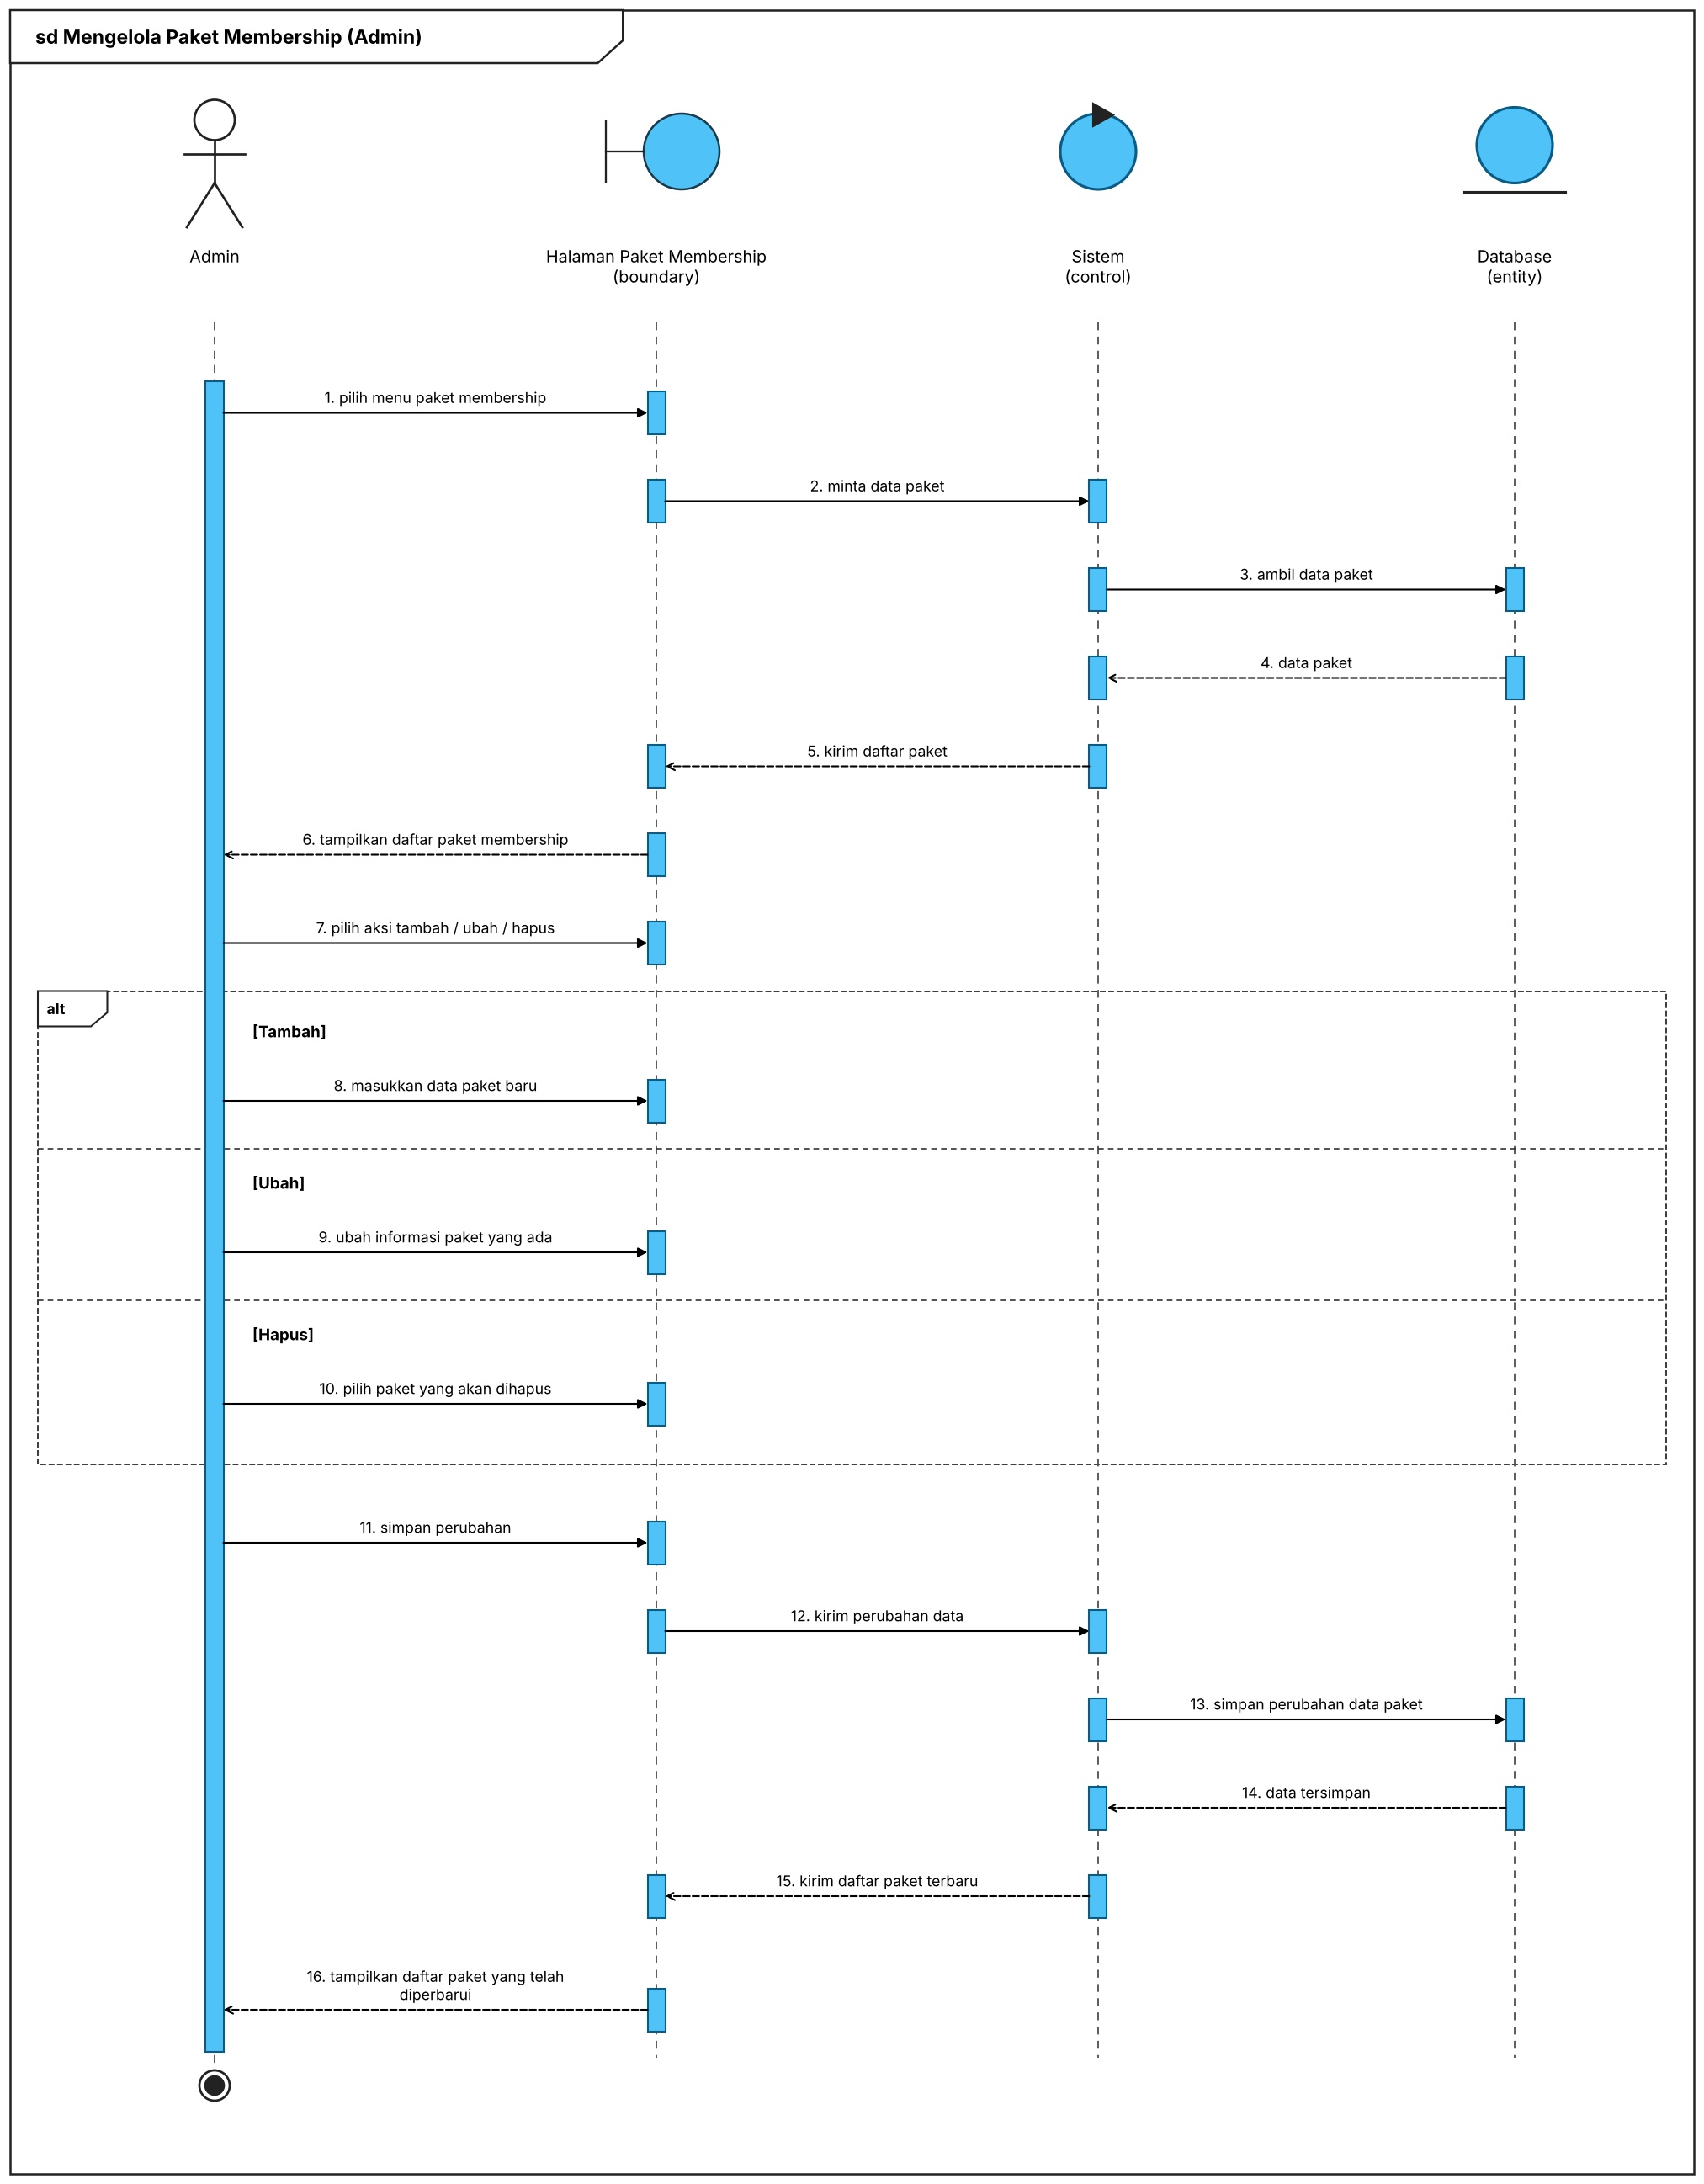 sd Mengelola Paket Membership (Admin)
Admin
Halaman Paket Membership
(boundary)
Sistem
(control)
Database
(entity)
1. pilih menu paket membership
2. minta data paket
3. ambil data paket
4. data paket
5. kirim daftar paket
6. tampilkan daftar paket membership
7. pilih aksi tambah / ubah / hapus
alt
[Tambah]
8. masukkan data paket baru
[Ubah]
9. ubah informasi paket yang ada
[Hapus]
10. pilih paket yang akan dihapus
11. simpan perubahan
12. kirim perubahan data
13. simpan perubahan data paket
14. data tersimpan
15. kirim daftar paket terbaru
16. tampilkan daftar paket yang telah
diperbarui